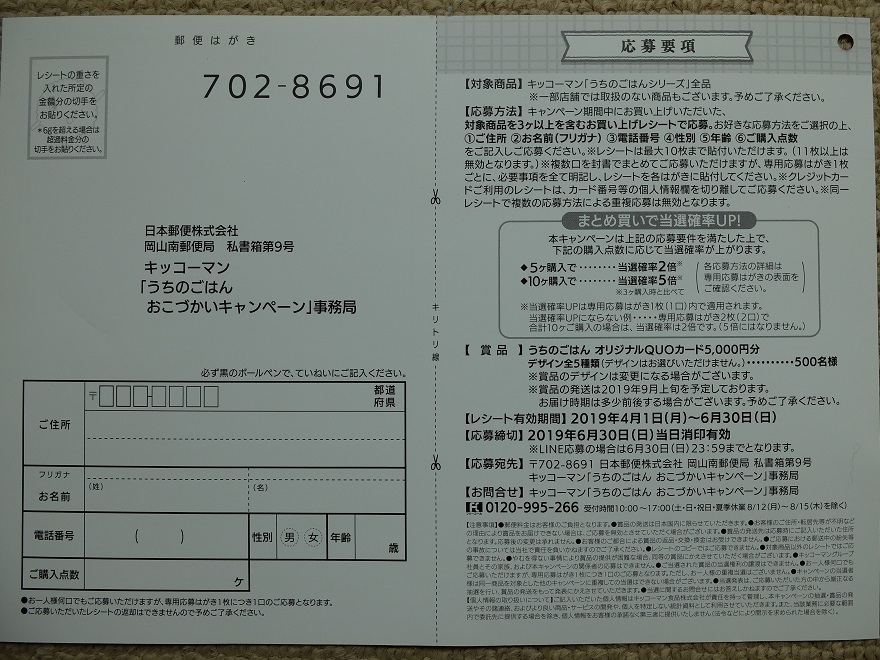 郵便はがき
レシートの重さを
入れた所定の
金額分の切手を
お貼りください。
＊6gを超える場合は
超過料金分の
切手をお貼りください。
702-8691
日本郵便株式会社
岡山南郵便局　私書箱第9号
キッコーマン
「うちのごはん
おこづかいキャンペーン」事務局
必ず黒のボールペンで、ていねいにご記入ください。
ご住所
〒
都道
府県
フリガナ
お名前
(姓)
(名)
電話番号
(　　)
性別
男
女
年齢
歳
ご購入点数
ケ
●お一人様何口でもご応募いただけますが、専用応募はがき1枚につき1口のご応募となります。
●ご応募いただいたレシートの返却はできませんので予めご了承ください。
キリトリ線
応募要項
【対象商品】キッコーマン「うちのごはんシリーズ」全品
※一部店舗では取扱のない商品もございます。予めご了承ください。
【応募方法】キャンペーン期間中にお買い上げいただいた、
対象商品を3ヶ以上を含むお買い上げレシートで応募。お好きな応募方法をご選択の上、
①ご住所 ②お名前(フリガナ) ③電話番号 ④性別 ⑤年齢 ⑥ご購入点数
をご記入しご応募ください。※レシートは最大10枚まで貼付いただけます。(11枚以上は
無効となります。)※複数口を封書でまとめてご応募いただけますが、専用応募はがき1枚
ごとに、必要事項を全て明記し、レシートを各はがきに貼付してください。※クレジットカー
ドご利用のレシートは、カード番号等の個人情報欄を切り離してご応募ください。※同一
レシートで複数の応募方法による重複応募は無効となります。
まとめ買いで当選確率UP!
本キャンペーンは上記の応募要件を満たした上で、
下記の購入点数に応じて当選確率が上がります。
◆5ヶ購入で ········ 当選確率2倍※
◆10ヶ購入で ······· 当選確率5倍※
※3ヶ購入時と比べて
各応募方法の詳細は
専用応募はがきの表面を
ご確認ください。
※当選確率UPは専用応募はがき1枚(1口)内で適用されます。
当選確率UPにならない例·····専用応募はがき2枚(2口)で
合計10ヶご購入の場合は、当選確率は2倍です。(5倍にはなりません。)
【賞品】うちのごはん オリジナルQUOカード5,000円分
デザイン全5種類(デザインはお選びいただけません。)··········500名様
※賞品のデザインは変更になる場合がございます。
※賞品の発送は2019年9月上旬を予定しております。
お届け時期は多少前後する場合がございます。予めご了承ください。
【レシート有効期間】2019年4月1日(月)〜6月30日(日)
【応募締切】2019年6月30日(日)当日消印有効
※LINE応募の場合は6月30日(日)23:59までとなります。
【応募宛先】〒702-8691 日本郵便株式会社 岡山南郵便局 私書箱第9号
キッコーマン「うちのごはん おこづかいキャンペーン」事務局
【お問合せ】キッコーマン「うちのごはん おこづかいキャンペーン」事務局
0120-995-266 受付時間10:00〜17:00(土・日・祝日・夏季休業 8/12(月)〜8/15(木)を除く)